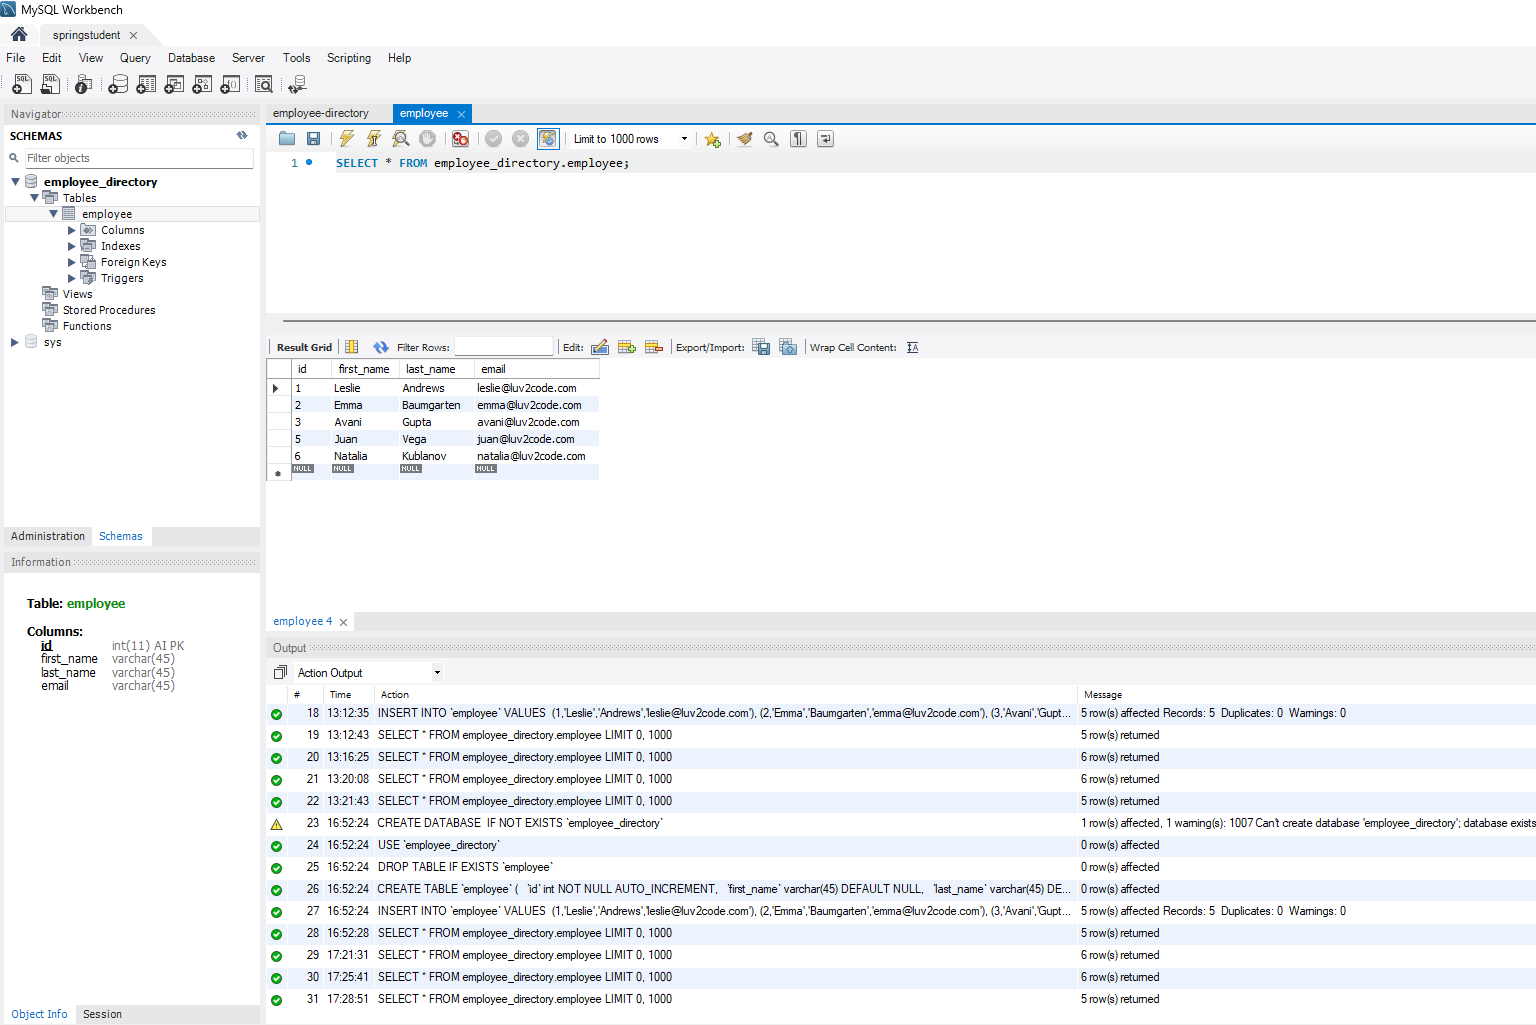 MySQL Workbench
springstudent
File Edit View Query Database Server Tools Scripting Help
Navigator
SCHEMAS
Filter objects
employee_directory
Tables
employee
Columns
Indexes
Foreign Keys
Triggers
Views
Stored Procedures
Functions
sys
Administration Schemas
Information
Table: employee
Columns:
id int(11) AI PK
first_name varchar(45)
last_name varchar(45)
email varchar(45)
Object Info Session
employee-directory employee
Limit to 1000 rows
1 SELECT * FROM employee_directory.employee;
Result Grid Filter Rows: Edit: Export/Import: Wrap Cell Content:
id first_name last_name email
1 Leslie Andrews leslie@luv2code.com
2 Emma Baumgarten emma@luv2code.com
3 Avani Gupta avani@luv2code.com
5 Juan Vega juan@luv2code.com
6 Natalia Kublanov natalia@luv2code.com
NULL NULL NULL NULL
employee 4
Output
Action Output
# Time Action Message
18 13:12:35 INSERT INTO `employee` VALUES (1,'Leslie','Andrews','leslie@luv2code.com'), (2,'Emma','Baumgarten','emma@luv2code.com'), (3,'Avani','Gupt... 5 row(s) affected Records: 5 Duplicates: 0 Warnings: 0
19 13:12:43 SELECT * FROM employee_directory.employee LIMIT 0, 1000 5 row(s) returned
20 13:16:25 SELECT * FROM employee_directory.employee LIMIT 0, 1000 6 row(s) returned
21 13:20:08 SELECT * FROM employee_directory.employee LIMIT 0, 1000 6 row(s) returned
22 13:21:43 SELECT * FROM employee_directory.employee LIMIT 0, 1000 5 row(s) returned
23 16:52:24 CREATE DATABASE IF NOT EXISTS `employee_directory` 1 row(s) affected, 1 warning(s): 1007 Can't create database 'employee_directory'; database exists
24 16:52:24 USE `employee_directory` 0 row(s) affected
25 16:52:24 DROP TABLE IF EXISTS `employee` 0 row(s) affected
26 16:52:24 CREATE TABLE `employee` ( `id` int NOT NULL AUTO_INCREMENT, `first_name` varchar(45) DEFAULT NULL, `last_name` varchar(45) DE... 0 row(s) affected
27 16:52:24 INSERT INTO `employee` VALUES (1,'Leslie','Andrews','leslie@luv2code.com'), (2,'Emma','Baumgarten','emma@luv2code.com'), (3,'Avani','Gupt... 5 row(s) affected Records: 5 Duplicates: 0 Warnings: 0
28 16:52:28 SELECT * FROM employee_directory.employee LIMIT 0, 1000 5 row(s) returned
29 17:21:31 SELECT * FROM employee_directory.employee LIMIT 0, 1000 6 row(s) returned
30 17:25:41 SELECT * FROM employee_directory.employee LIMIT 0, 1000 6 row(s) returned
31 17:28:51 SELECT * FROM employee_directory.employee LIMIT 0, 1000 5 row(s) returned